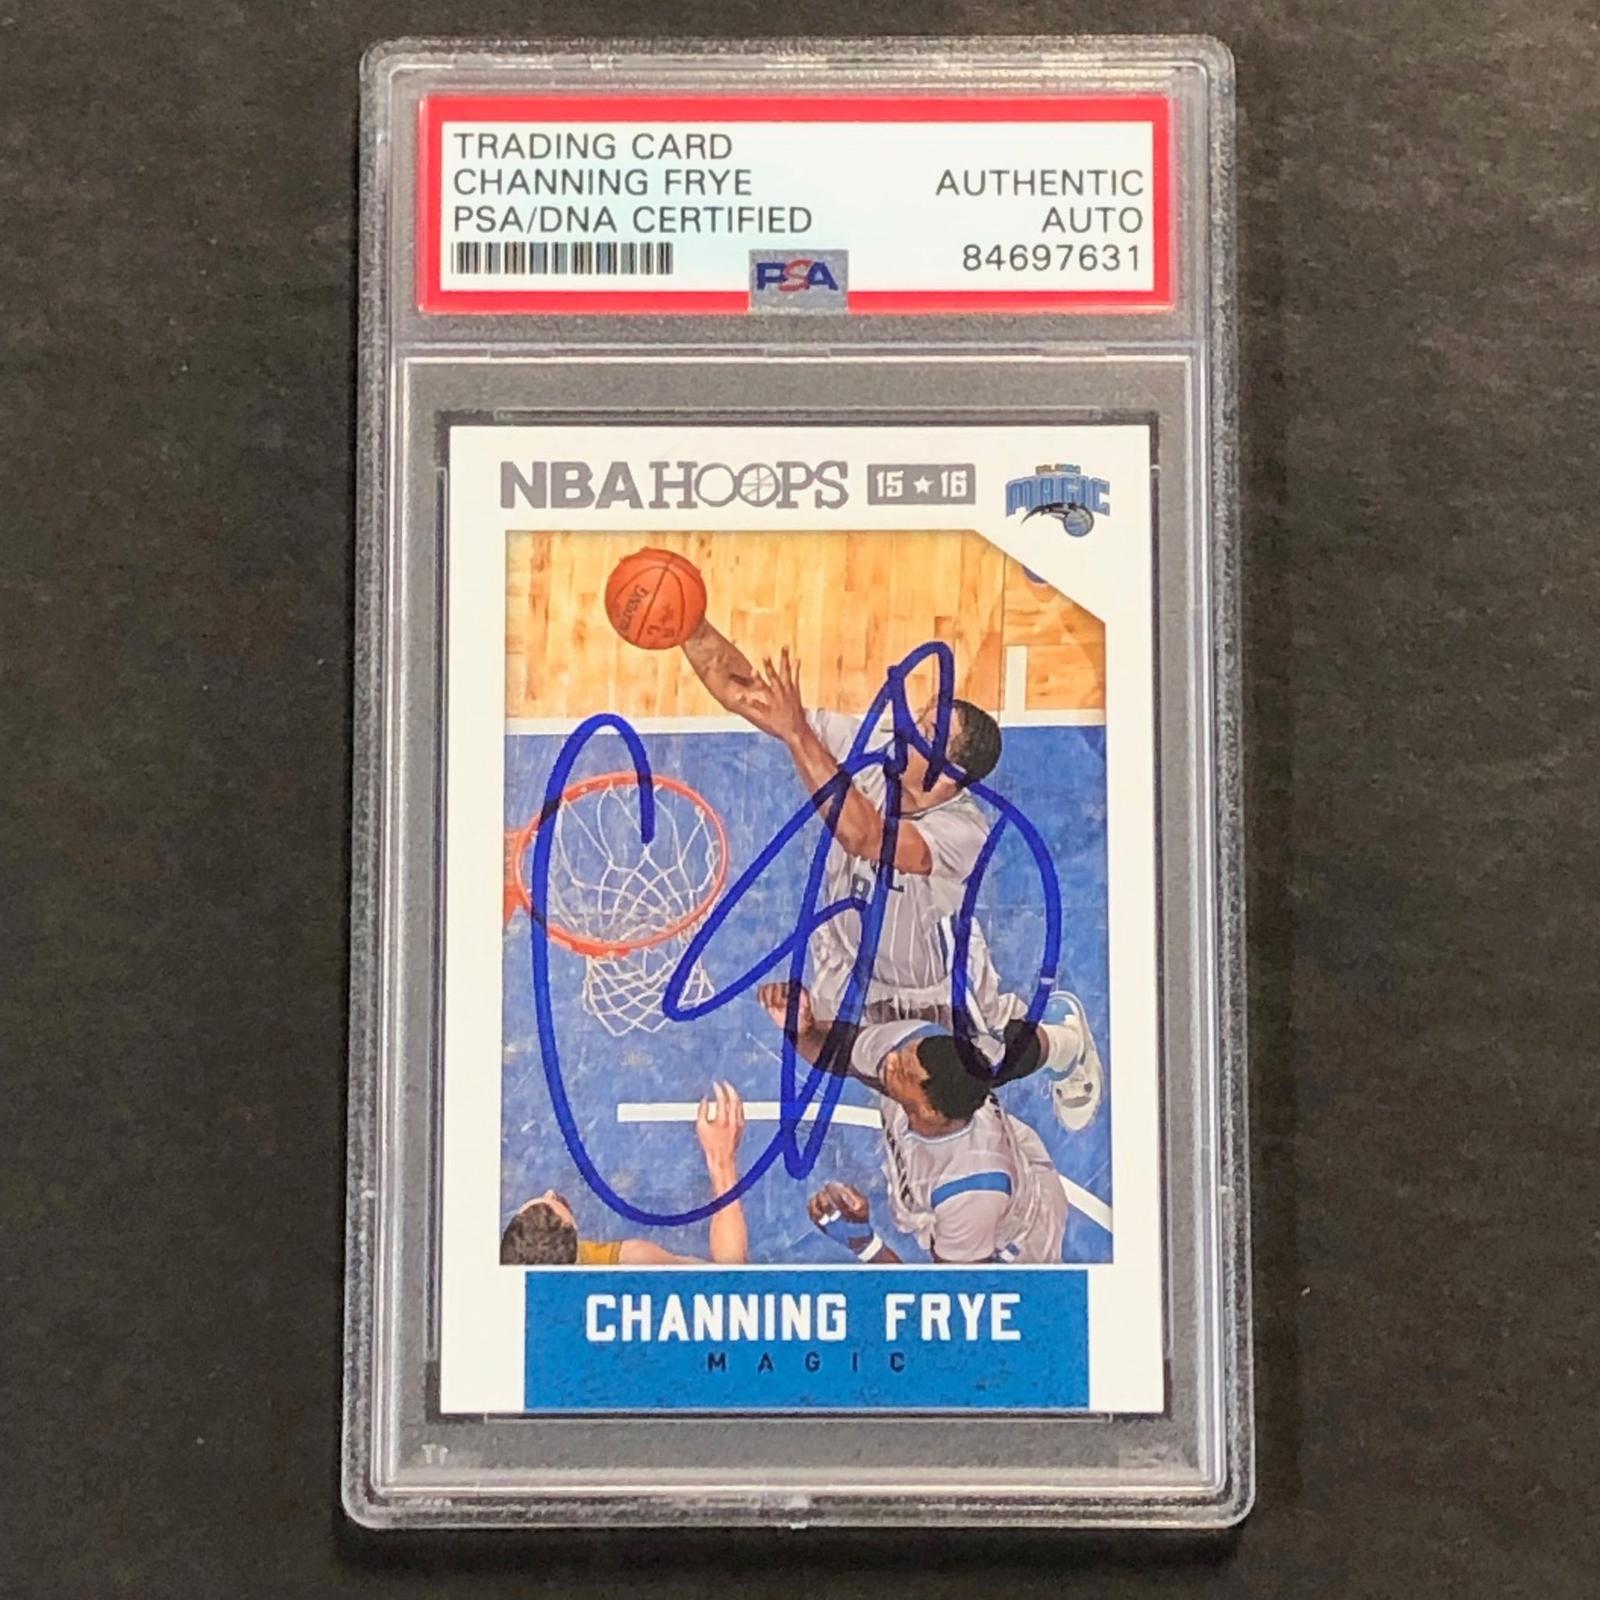 TRADING CARD
CHANNING FRYE
PSA/DNA CERTIFIED
AUTHENTIC
AUTO
84697631
PSA
NBA HOOPS 15★16
MAGIC
CHANNING FRYE
MAGIC